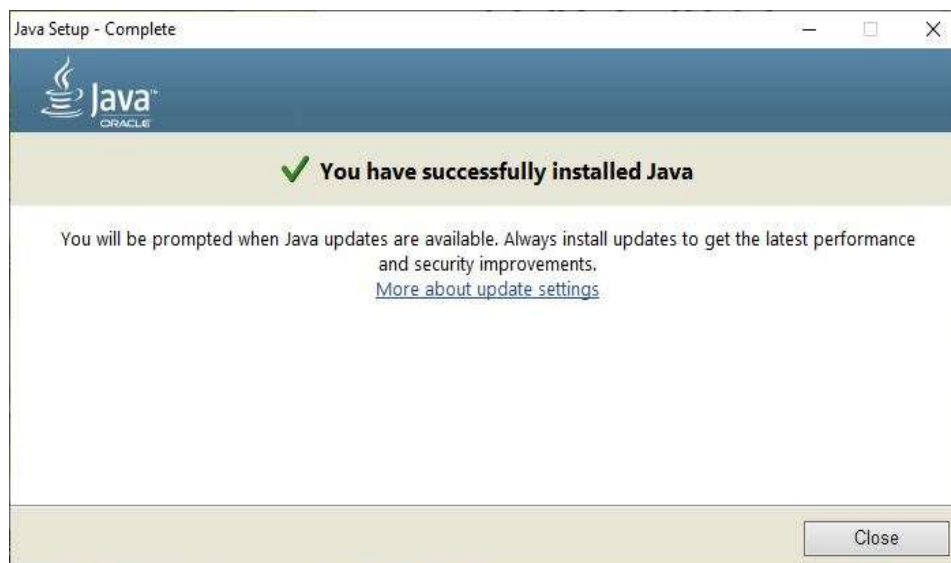 Java Setup - Complete
Java™
ORACLE
You have successfully installed Java
You will be prompted when Java updates are available. Always install updates to get the latest performance
and security improvements.
More about update settings
Close